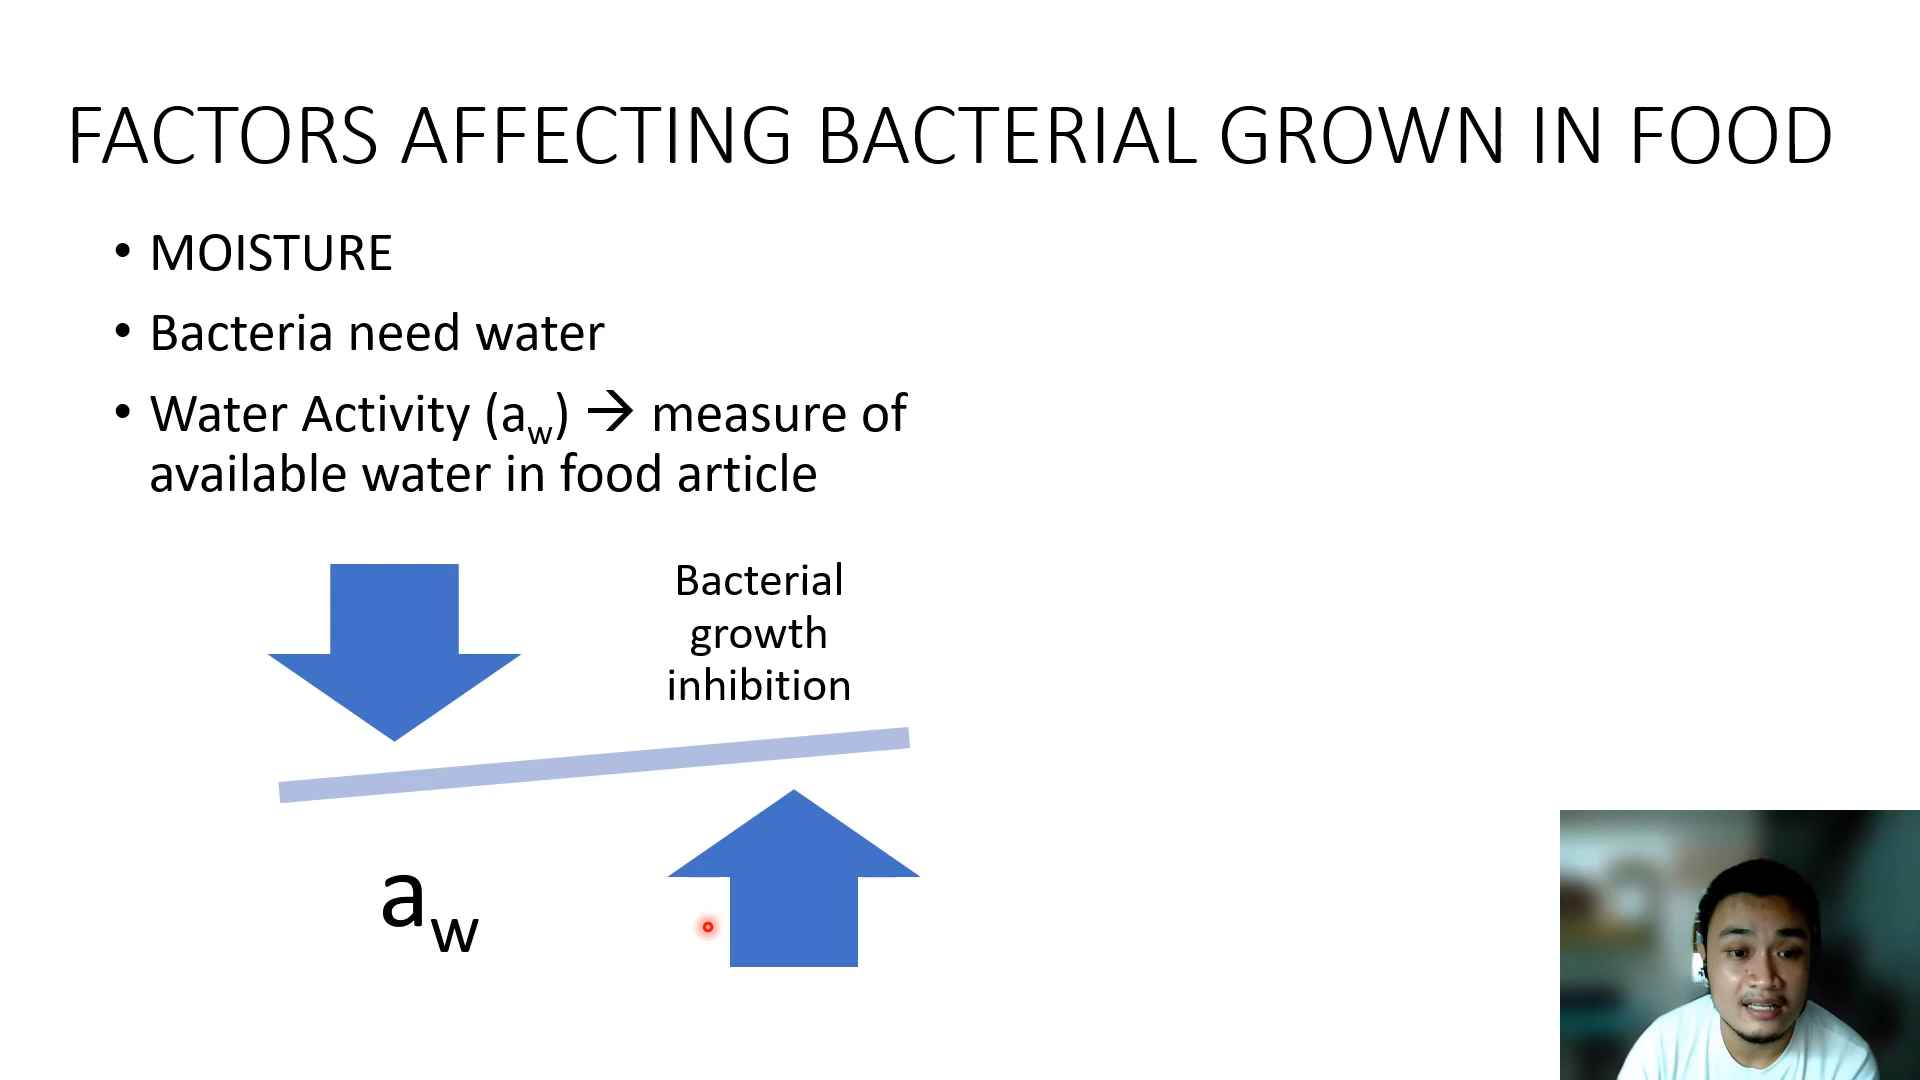 FACTORS AFFECTING BACTERIAL GROWN IN FOOD
• MOISTURE
• Bacteria need water
• Water Activity (aw) → measure of
available water in food article
Bacterial
growth
inhibition
aw